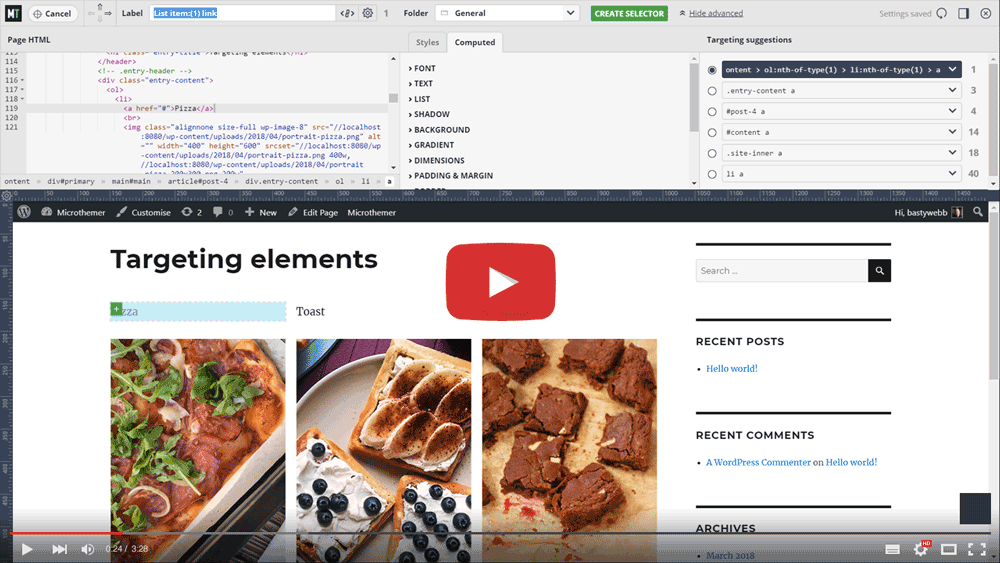 MT Cancel Label List item:(1) link 1 Folder General CREATE SELECTOR Hide advanced Settings saved
Page HTML
Styles Computed
Targeting suggestions
114 </header>
115 <!-- .entry-header -->
116 <div class="entry-content">
117 <ol>
118 <li>
119 <a href="#">Pizza</a>
120 <br>
121 <img class="alignnone size-full wp-image-8" src="//localhost
:8080/wp-content/uploads/2018/04/portrait-pizza.png" alt
="" width="400" height="600" srcset="//localhost:8080/wp
-content/uploads/2018/04/portrait-pizza.png 400w,
//localhost:8080/wp-content/uploads/2018/04/portrait
FONT
TEXT
LIST
SHADOW
BACKGROUND
GRADIENT
DIMENSIONS
PADDING & MARGIN
ontent > ol:nth-of-type(1) > li:nth-of-type(1) > a 1
.entry-content a 3
#post-4 a 4
#content a 14
.site-inner a 18
li a 40
ontent » div#primary » main#main » article#post-4 » div.entry-content » ol » li » a
Microthemer Customise 2 0 New Edit Page Microthemer Hi, bastywebb
Targeting elements
Toast
Search ...
RECENT POSTS
Hello world!
RECENT COMMENTS
A WordPress Commenter on Hello world!
ARCHIVES
March 2018
0:24 / 3:28
HD